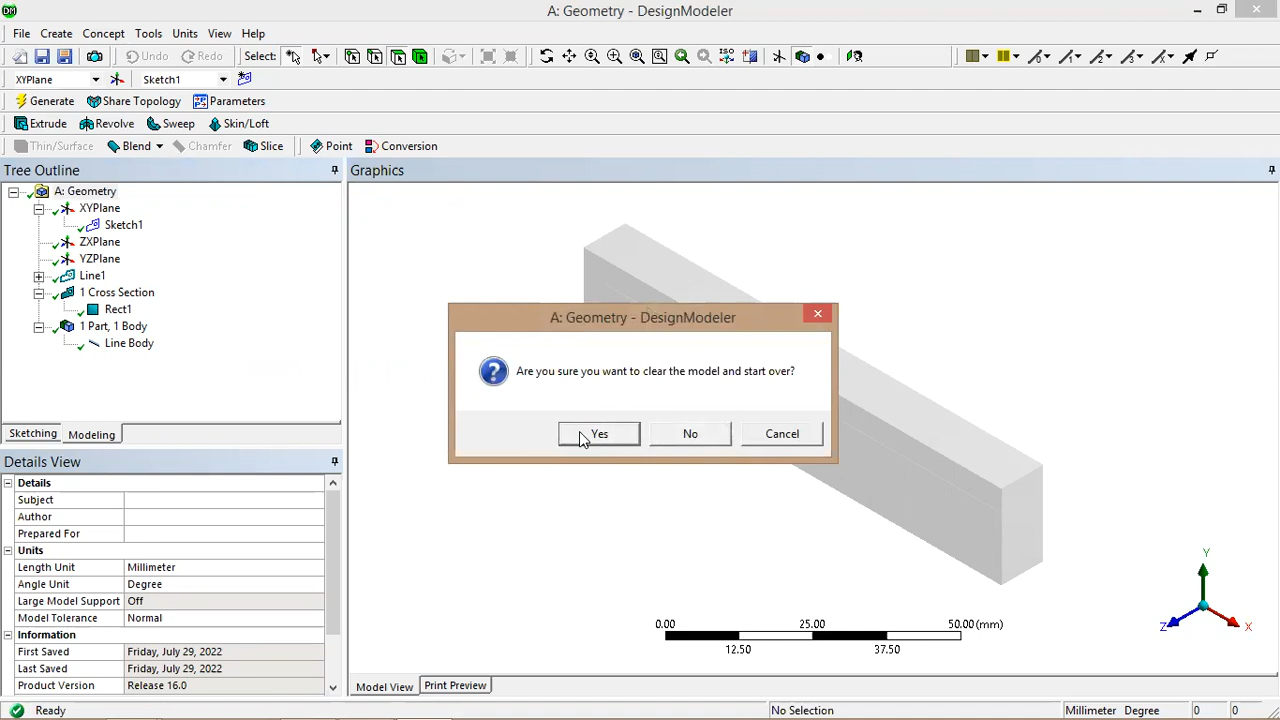 A: Geometry - DesignModeler
File Create Concept Tools Units View Help
Undo Redo Select: ISO
XYPlane Sketch1
Generate Share Topology Parameters
Extrude Revolve Sweep Skin/Loft
Thin/Surface Blend Chamfer Slice Point Conversion
Tree Outline
A: Geometry
XYPlane
Sketch1
ZXPlane
YZPlane
Line1
1 Cross Section
Rect1
1 Part, 1 Body
Line Body
Sketching Modeling
Details View
Details
Subject
Author
Prepared For
Units
Length Unit Millimeter
Angle Unit Degree
Large Model Support Off
Model Tolerance Normal
Information
First Saved Friday, July 29, 2022
Last Saved Friday, July 29, 2022
Product Version Release 16.0
Graphics
A: Geometry - DesignModeler
Are you sure you want to clear the model and start over?
Yes No Cancel
0.00 25.00 50.00 (mm)
12.50 37.50
Y
Z X
Model View Print Preview
Ready No Selection Millimeter Degree 0 0